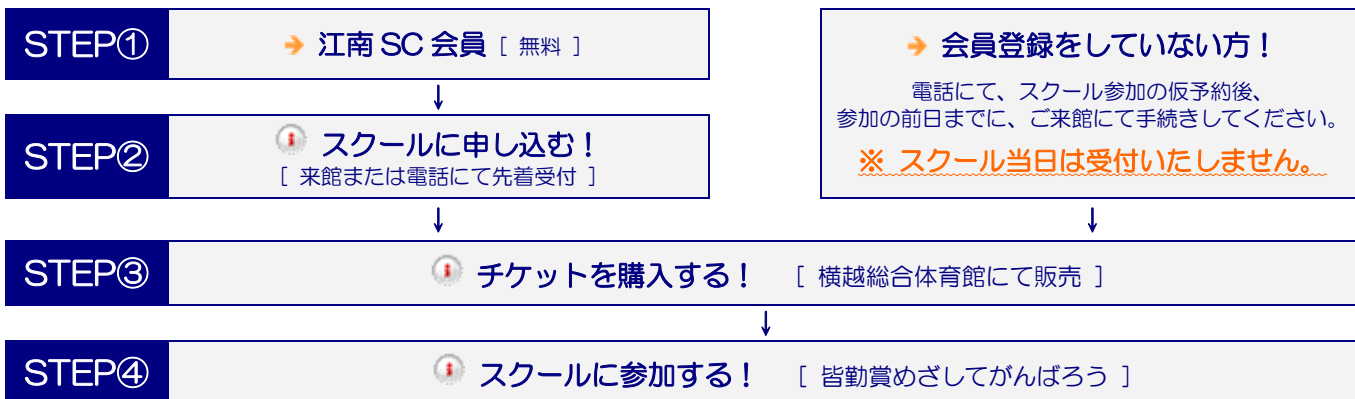 STEP①
江南 SC 会員 [ 無料 ]
STEP②
スクールに申し込む！
[ 来館または電話にて先着受付 ]
会員登録をしていない方！
電話にて、スクール参加の仮予約後、
参加の前日までに、ご来館にて手続きしてください。
※ スクール当日は受付いたしません。
STEP③
チケットを購入する！ [ 横越総合体育館にて販売 ]
STEP④
スクールに参加する！ [ 皆勤賞めざしてがんばろう ]